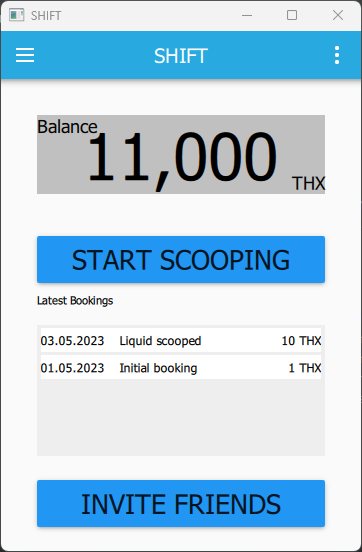 SHIFT
SHIFT
Balance
11,000
THX
START SCOOPING
Latest Bookings
03.05.2023 Liquid scooped 10 THX
01.05.2023 Initial booking 1 THX
INVITE FRIENDS